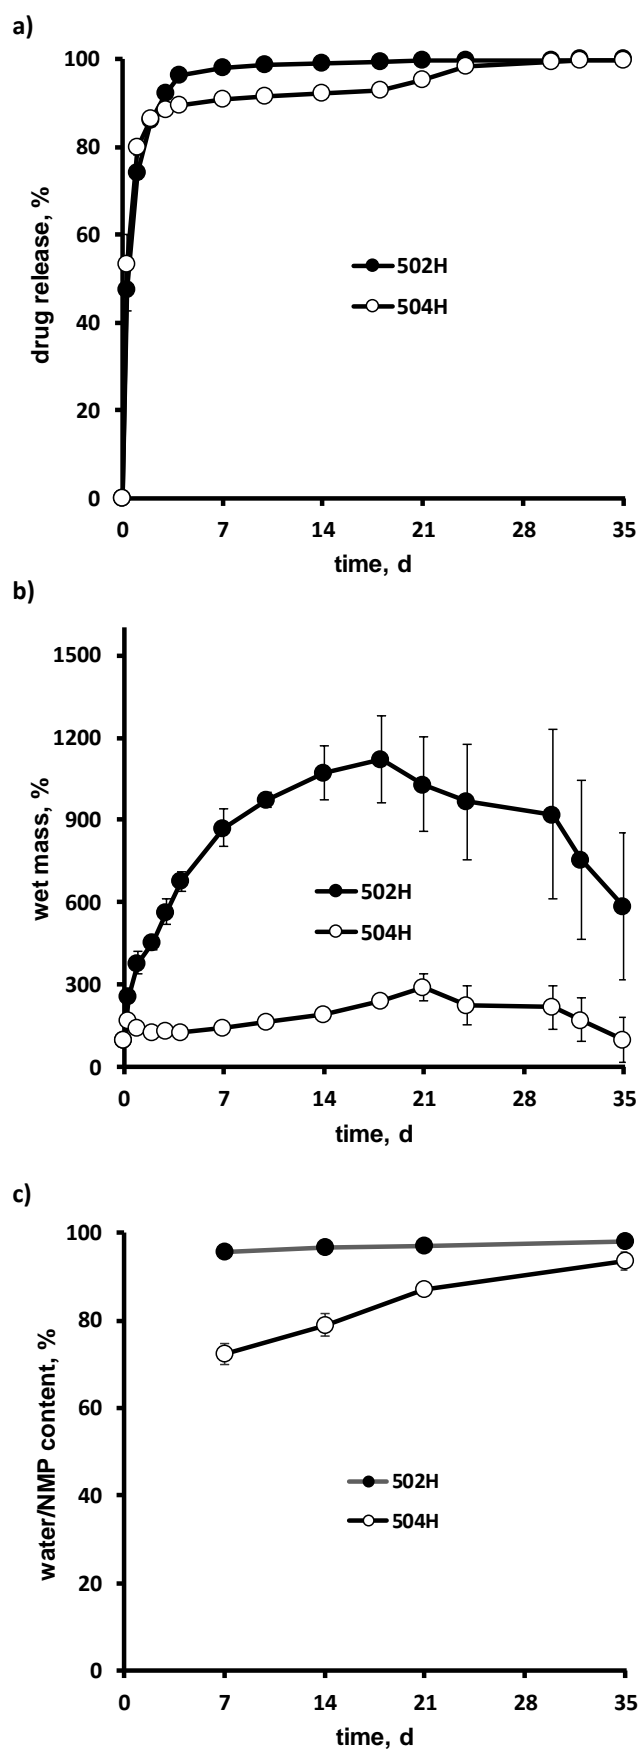 a)
drug release, %
100
80
60
40
20
0
502H
504H
0 7 14 21 28 35
time, d
b)
wet mass, %
1500
1200
900
600
300
0
502H
504H
0 7 14 21 28 35
time, d
c)
water/NMP content, %
100
80
60
40
20
0
502H
504H
0 7 14 21 28 35
time, d